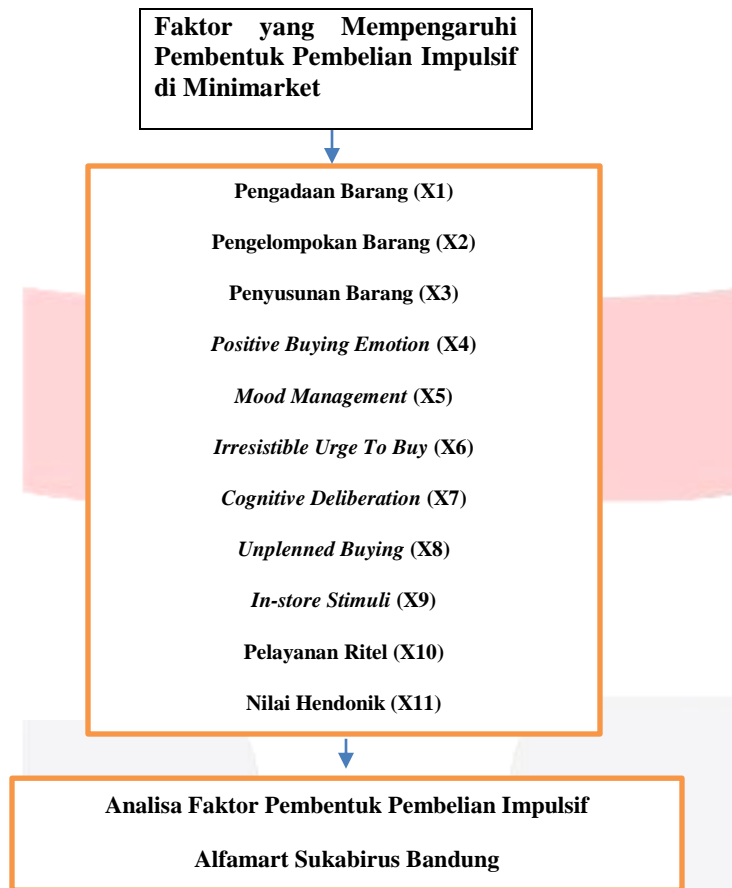 Faktor yang Mempengaruhi
Pembentuk Pembelian Impulsif
di Minimarket
Pengadaan Barang (X1)
Pengelompokan Barang (X2)
Penyusunan Barang (X3)
Positive Buying Emotion (X4)
Mood Management (X5)
Irresistible Urge To Buy (X6)
Cognitive Deliberation (X7)
Unplenned Buying (X8)
In-store Stimuli (X9)
Pelayanan Ritel (X10)
Nilai Hendonik (X11)
Analisa Faktor Pembentuk Pembelian Impulsif
Alfamart Sukabirus Bandung